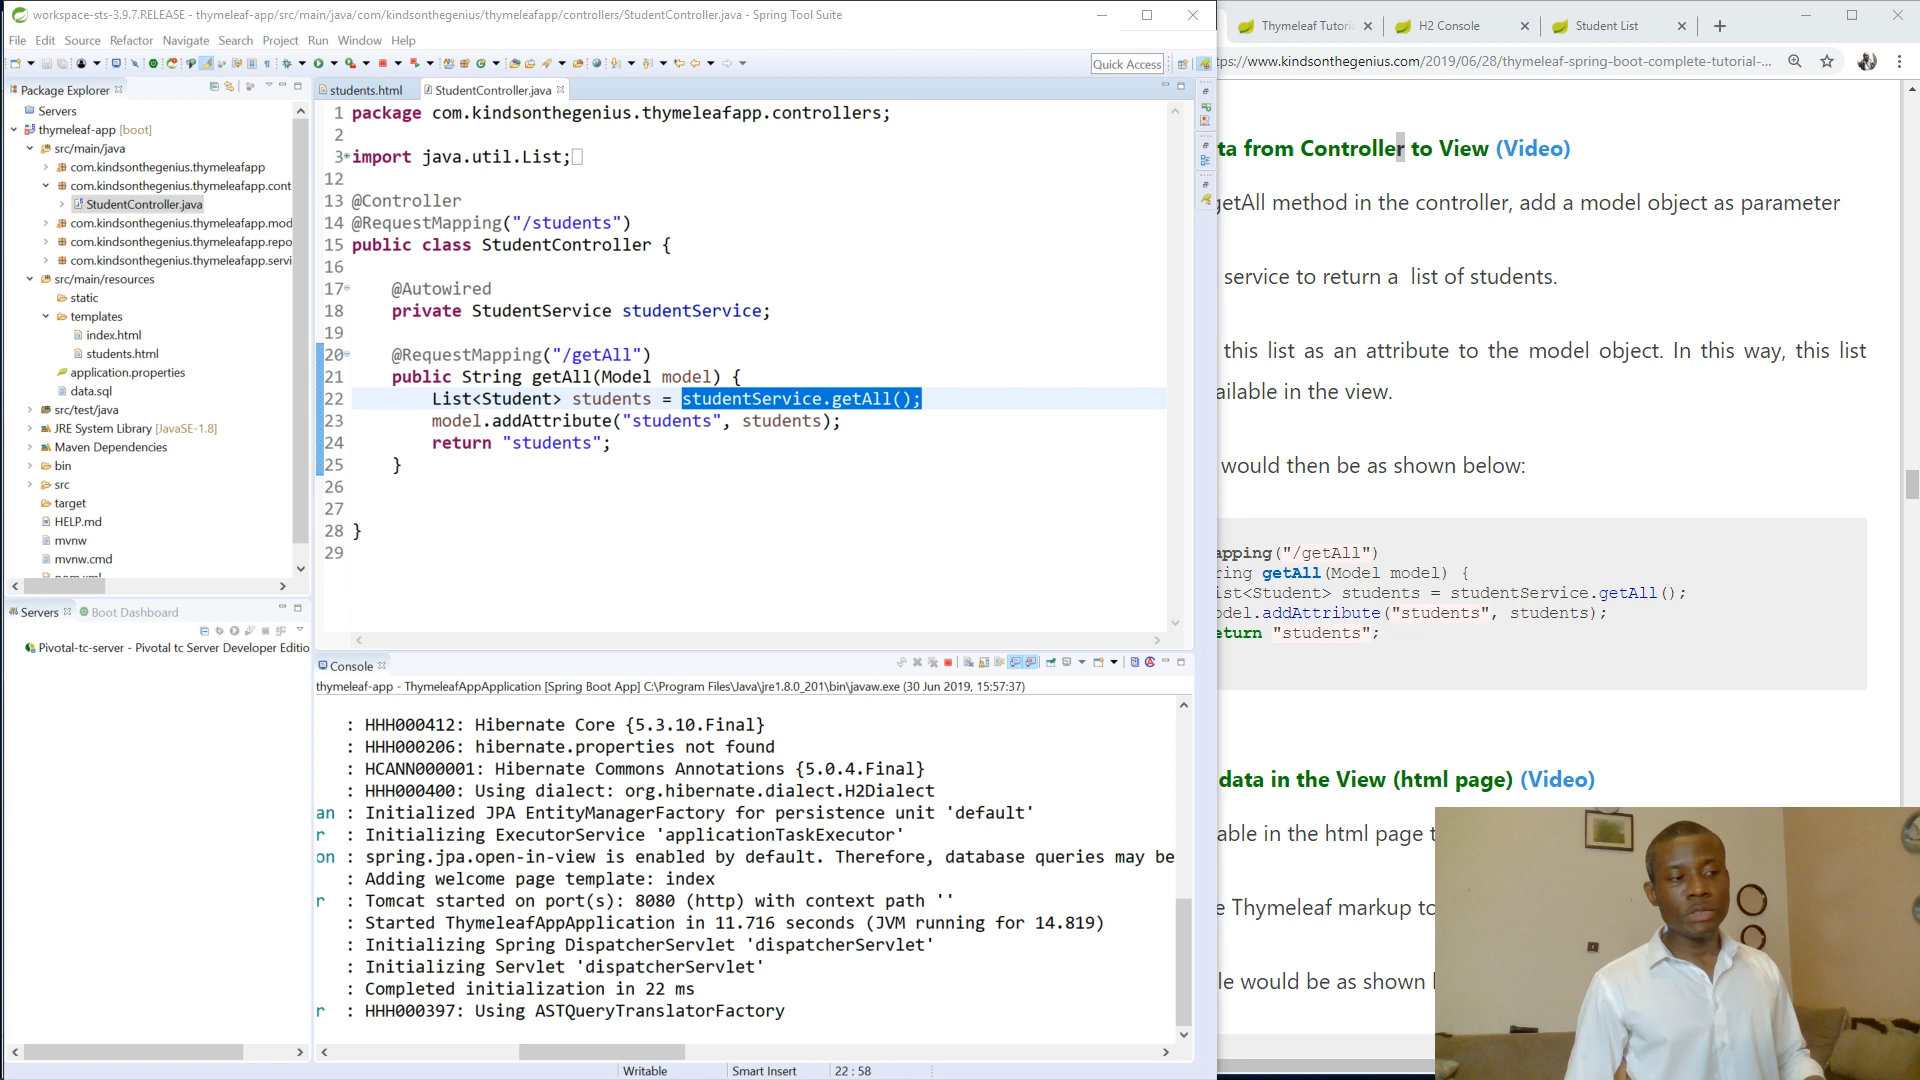 workspace-sts-3.9.7.RELEASE - thymeleaf-app/src/main/java/com/kindsonthegenius/thymeleafapp/controllers/StudentController.java - Spring Tool Suite
File Edit Source Refactor Navigate Search Project Run Window Help
Quick Access
Package Explorer
Servers
thymeleaf-app [boot]
src/main/java
com.kindsonthegenius.thymeleafapp
com.kindsonthegenius.thymeleafapp.cont
StudentController.java
com.kindsonthegenius.thymeleafapp.mod
com.kindsonthegenius.thymeleafapp.repo
com.kindsonthegenius.thymeleafapp.servi
src/main/resources
static
templates
index.html
students.html
application.properties
data.sql
src/test/java
JRE System Library [JavaSE-1.8]
Maven Dependencies
bin
src
target
HELP.md
mvnw
mvnw.cmd
pom.xml
Servers Boot Dashboard
Pivotal-tc-server - Pivotal tc Server Developer Editio
students.html StudentController.java
1 package com.kindsonthegenius.thymeleafapp.controllers;
2
3 import java.util.List;
12
13 @Controller
14 @RequestMapping("/students")
15 public class StudentController {
16
17 @Autowired
18 private StudentService studentService;
19
20 @RequestMapping("/getAll")
21 public String getAll(Model model) {
22 List<Student> students = studentService.getAll();
23 model.addAttribute("students", students);
24 return "students";
25 }
26
27
28 }
29
Console
thymeleaf-app - ThymeleafAppApplication [Spring Boot App] C:\Program Files\Java\jre1.8.0_201\bin\javaw.exe (30 Jun 2019, 15:57:37)
: HHH000412: Hibernate Core {5.3.10.Final}
: HHH000206: hibernate.properties not found
: HCANN000001: Hibernate Commons Annotations {5.0.4.Final}
: HHH000400: Using dialect: org.hibernate.dialect.H2Dialect
an : Initialized JPA EntityManagerFactory for persistence unit 'default'
r : Initializing ExecutorService 'applicationTaskExecutor'
on : spring.jpa.open-in-view is enabled by default. Therefore, database queries may be
: Adding welcome page template: index
r : Tomcat started on port(s): 8080 (http) with context path ''
: Started ThymeleafAppApplication in 11.716 seconds (JVM running for 14.819)
: Initializing Spring DispatcherServlet 'dispatcherServlet'
: Initializing Servlet 'dispatcherServlet'
: Completed initialization in 22 ms
r : HHH000397: Using ASTQueryTranslatorFactory
Writable Smart Insert 22 : 58
Thymeleaf Tutoria H2 Console Student List
ps://www.kindsonthegenius.com/2019/06/28/thymeleaf-spring-boot-complete-tutorial-...
ta from Controller to View (Video)
getAll method in the controller, add a model object as parameter
service to return a list of students.
this list as an attribute to the model object. In this way, this list
ailable in the view.
would then be as shown below:
apping("/getAll")
ring getAll(Model model) {
ist<Student> students = studentService.getAll();
odel.addAttribute("students", students);
eturn "students";
data in the View (html page) (Video)
able in the html page t
e Thymeleaf markup to
le would be as shown